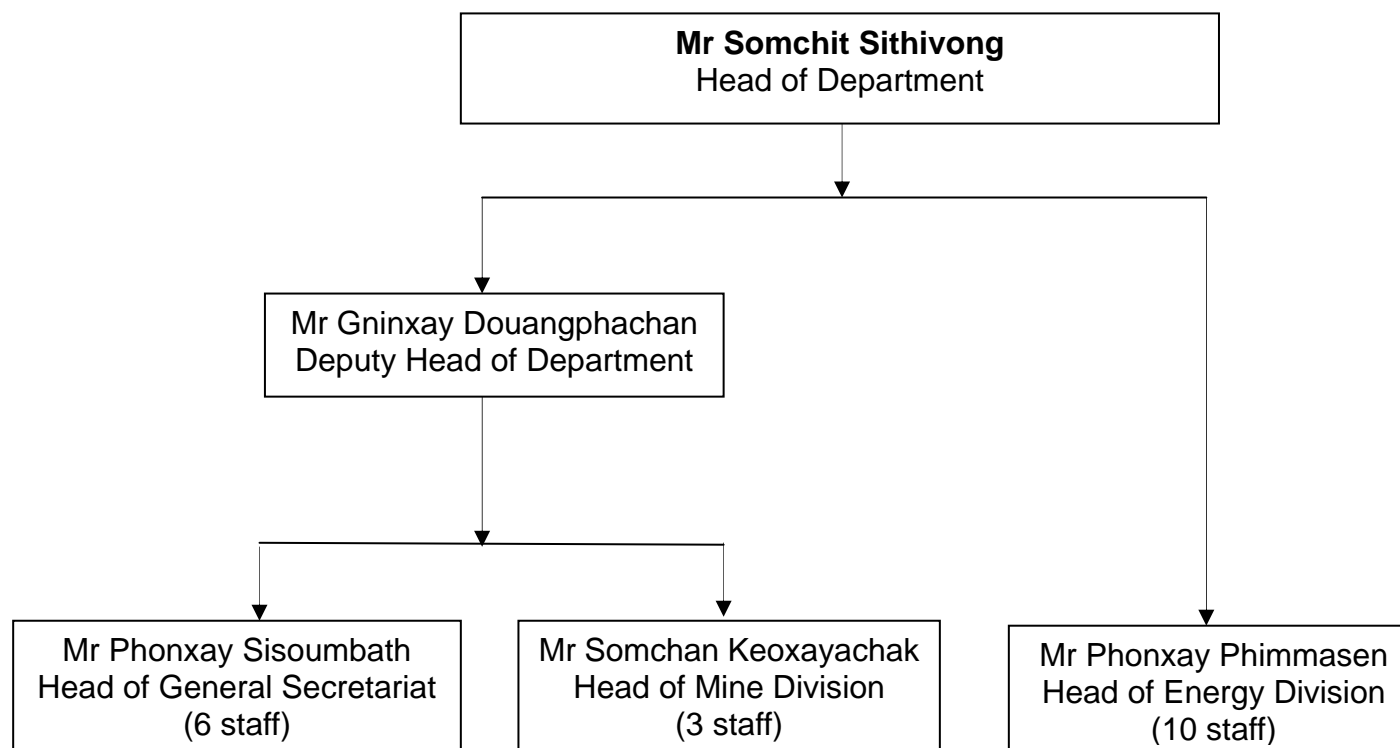 Mr Somchit Sithivong
Head of Department
Mr Gninxay Douangphachan
Deputy Head of Department
Mr Phonxay Sisoumbath
Head of General Secretariat
(6 staff)
Mr Somchan Keoxayachak
Head of Mine Division
(3 staff)
Mr Phonxay Phimmasen
Head of Energy Division
(10 staff)